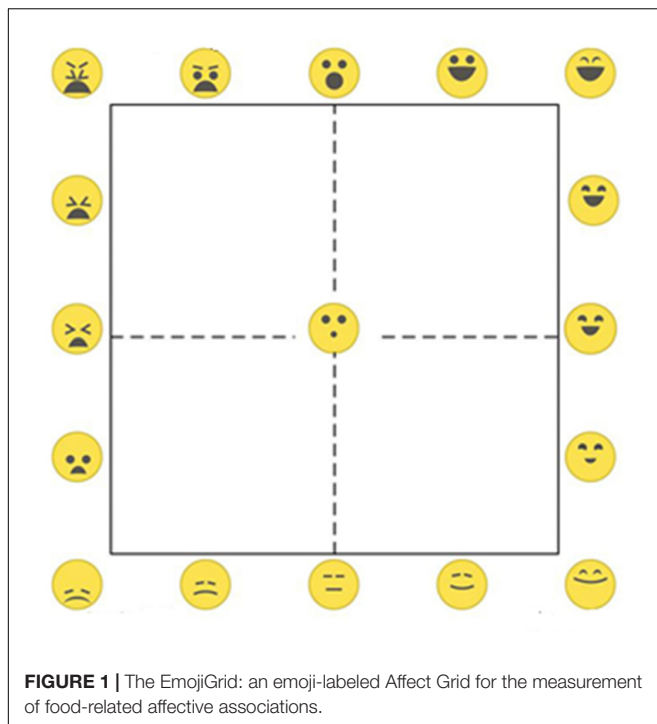 FIGURE 1 | The EmojiGrid: an emoji-labeled Affect Grid for the measurement
of food-related affective associations.